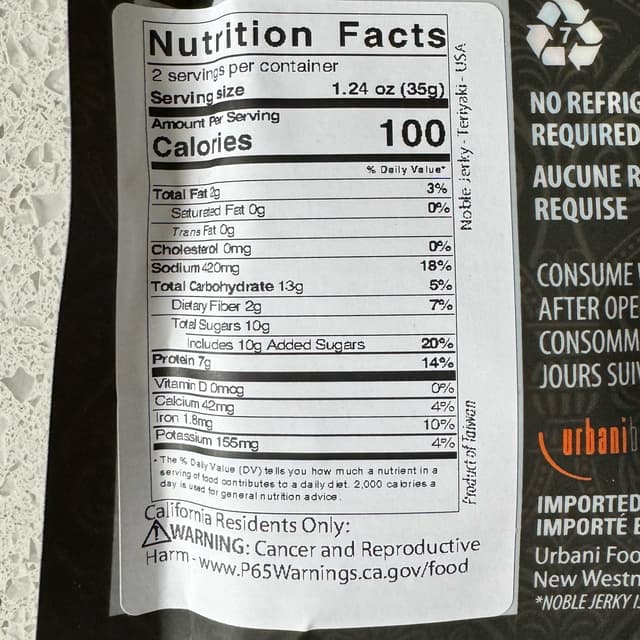 Nutrition Facts
2 servings per container
Serving size 1.24 oz (35g)
Amount Per Serving
Calories 100
% Daily Value*
Total Fat 2g 3%
Saturated Fat 0g 0%
Trans Fat 0g
Cholesterol 0mg 0%
Sodium 420mg 18%
Total Carbohydrate 13g 5%
Dietary Fiber 2g 7%
Total Sugars 10g
Includes 10g Added Sugars 20%
Protein 7g 14%
Vitamin D 0mcg 0%
Calcium 42mg 4%
Iron 1.8mg 10%
Potassium 155mg 4%
* The % Daily Value (DV) tells you how much a nutrient in a
serving of food contributes to a daily diet. 2,000 calories a
day is used for general nutrition advice.
California Residents Only:
WARNING: Cancer and Reproductive
Harm - www.P65Warnings.ca.gov/food
Noble Jerky - Teriyaki - USA
Product of Taiwan
7
NO REFRIG
REQUIRED
AUCUNE R
REQUISE
CONSUME
AFTER OPE
CONSOMM
JOURS SUI
urbani
IMPORTED
IMPORTÉ
Urbani Foo
New Westm
*NOBLE JERKY